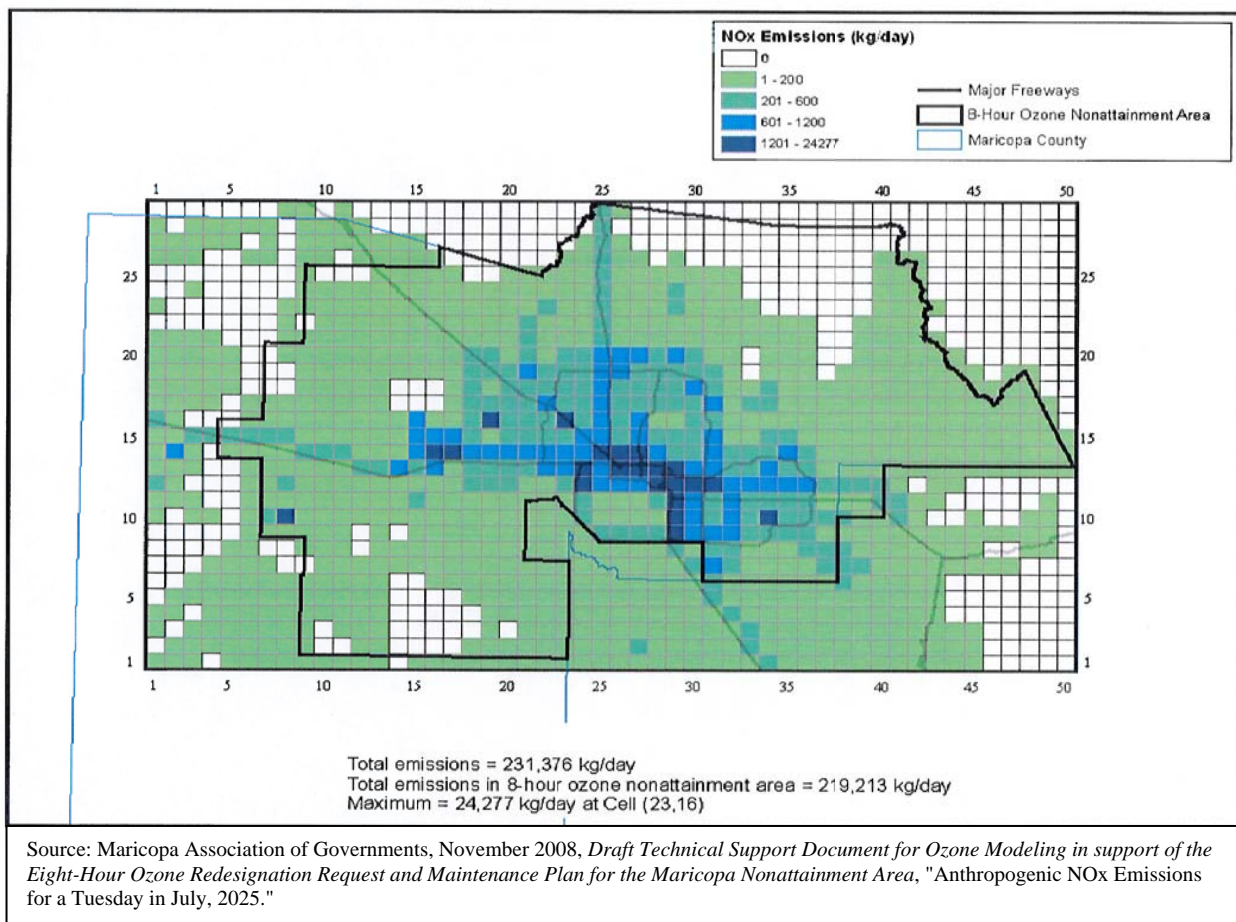 NOx Emissions (kg/day)
0
1 - 200
201 - 600
601 - 1200
1201 - 24277
Major Freeways
8-Hour Ozone Nonattainment Area
Maricopa County
1 5 10 15 20 25 30 35 40 45 50
25 25
20 20
15 15
10 10
5 5
1 1
1 5 10 15 20 25 30 35 40 45 50
Total emissions = 231,376 kg/day
Total emissions in 8-hour ozone nonattainment area = 219,213 kg/day
Maximum = 24,277 kg/day at Cell (23,16)
Source: Maricopa Association of Governments, November 2008, Draft Technical Support Document for Ozone Modeling in support of the
Eight-Hour Ozone Redesignation Request and Maintenance Plan for the Maricopa Nonattainment Area, "Anthropogenic NOx Emissions
for a Tuesday in July, 2025."